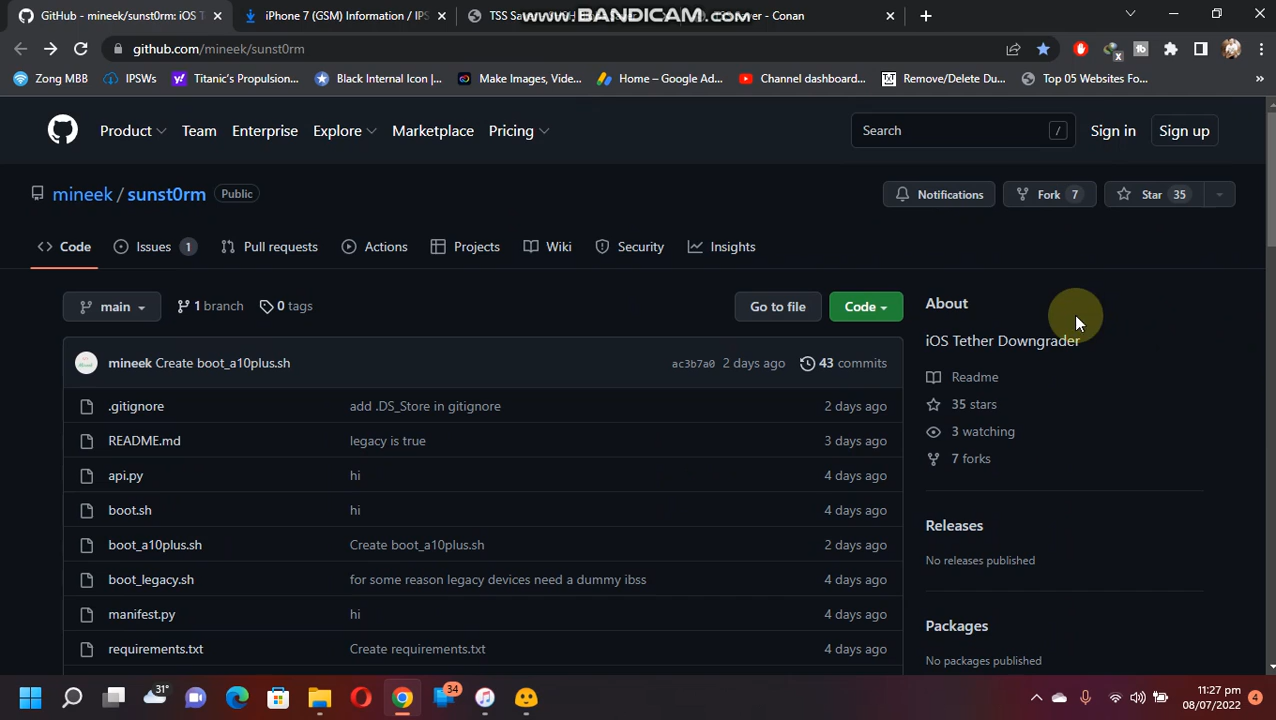 GitHub - mineek/sunst0rm: iOS T
iPhone 7 (GSM) Information / IPS
TSS Sa
- Conan
www.BANDICAM.com
github.com/mineek/sunst0rm
Zong MBB
IPSWs
Titanic's Propulsion...
Black Internal Icon |...
Make Images, Vide...
Home – Google Ad...
Channel dashboard...
Remove/Delete Du...
Top 05 Websites Fo...
»
Product
Team
Enterprise
Explore
Marketplace
Pricing
Search
/
Sign in
Sign up
mineek / sunst0rm
Public
Notifications
Fork 7
Star 35
Code
Issues 1
Pull requests
Actions
Projects
Wiki
Security
Insights
main
1 branch
0 tags
Go to file
Code
About
iOS Tether Downgrader
mineek Create boot_a10plus.sh
ac3b7a0 2 days ago
43 commits
Readme
.gitignore
add .DS_Store in gitignore
2 days ago
35 stars
README.md
legacy is true
3 days ago
3 watching
7 forks
api.py
hi
4 days ago
boot.sh
hi
4 days ago
Releases
boot_a10plus.sh
Create boot_a10plus.sh
2 days ago
No releases published
boot_legacy.sh
for some reason legacy devices need a dummy ibss
4 days ago
manifest.py
hi
4 days ago
Packages
requirements.txt
Create requirements.txt
4 days ago
No packages published
31°
34
11:27 pm
08/07/2022
4